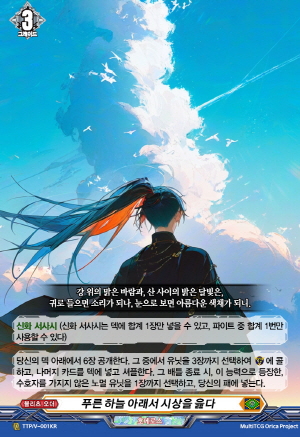 3
그레이드
강 위의 맑은 바람과, 산 사이의 밝은 달빛은,
귀로 들으면 소리가 되나, 눈으로 보면 아름다운 색채가 되니.
신화 서사시 (신화 서사시는 덱에 합계 1장만 넣을 수 있고, 파이트 중 합계 1번만
사용할 수 있다)
당신의 덱 아래에서 6장 공개한다. 그 중에서 유닛을 3장까지 선택하여 에 콜
하고, 나머지 카드를 덱에 넣고 셔플한다. 그 배틀 종료 시, 이 능력으로 등장한,
수호자를 가지지 않은 노멀 유닛을 1장까지 선택하고, 당신의 패에 넣는다.
블리츠 오더
푸른 하늘 아래서 시상을 읊다
TTP/V-001KR
MultiTCG Orica Project